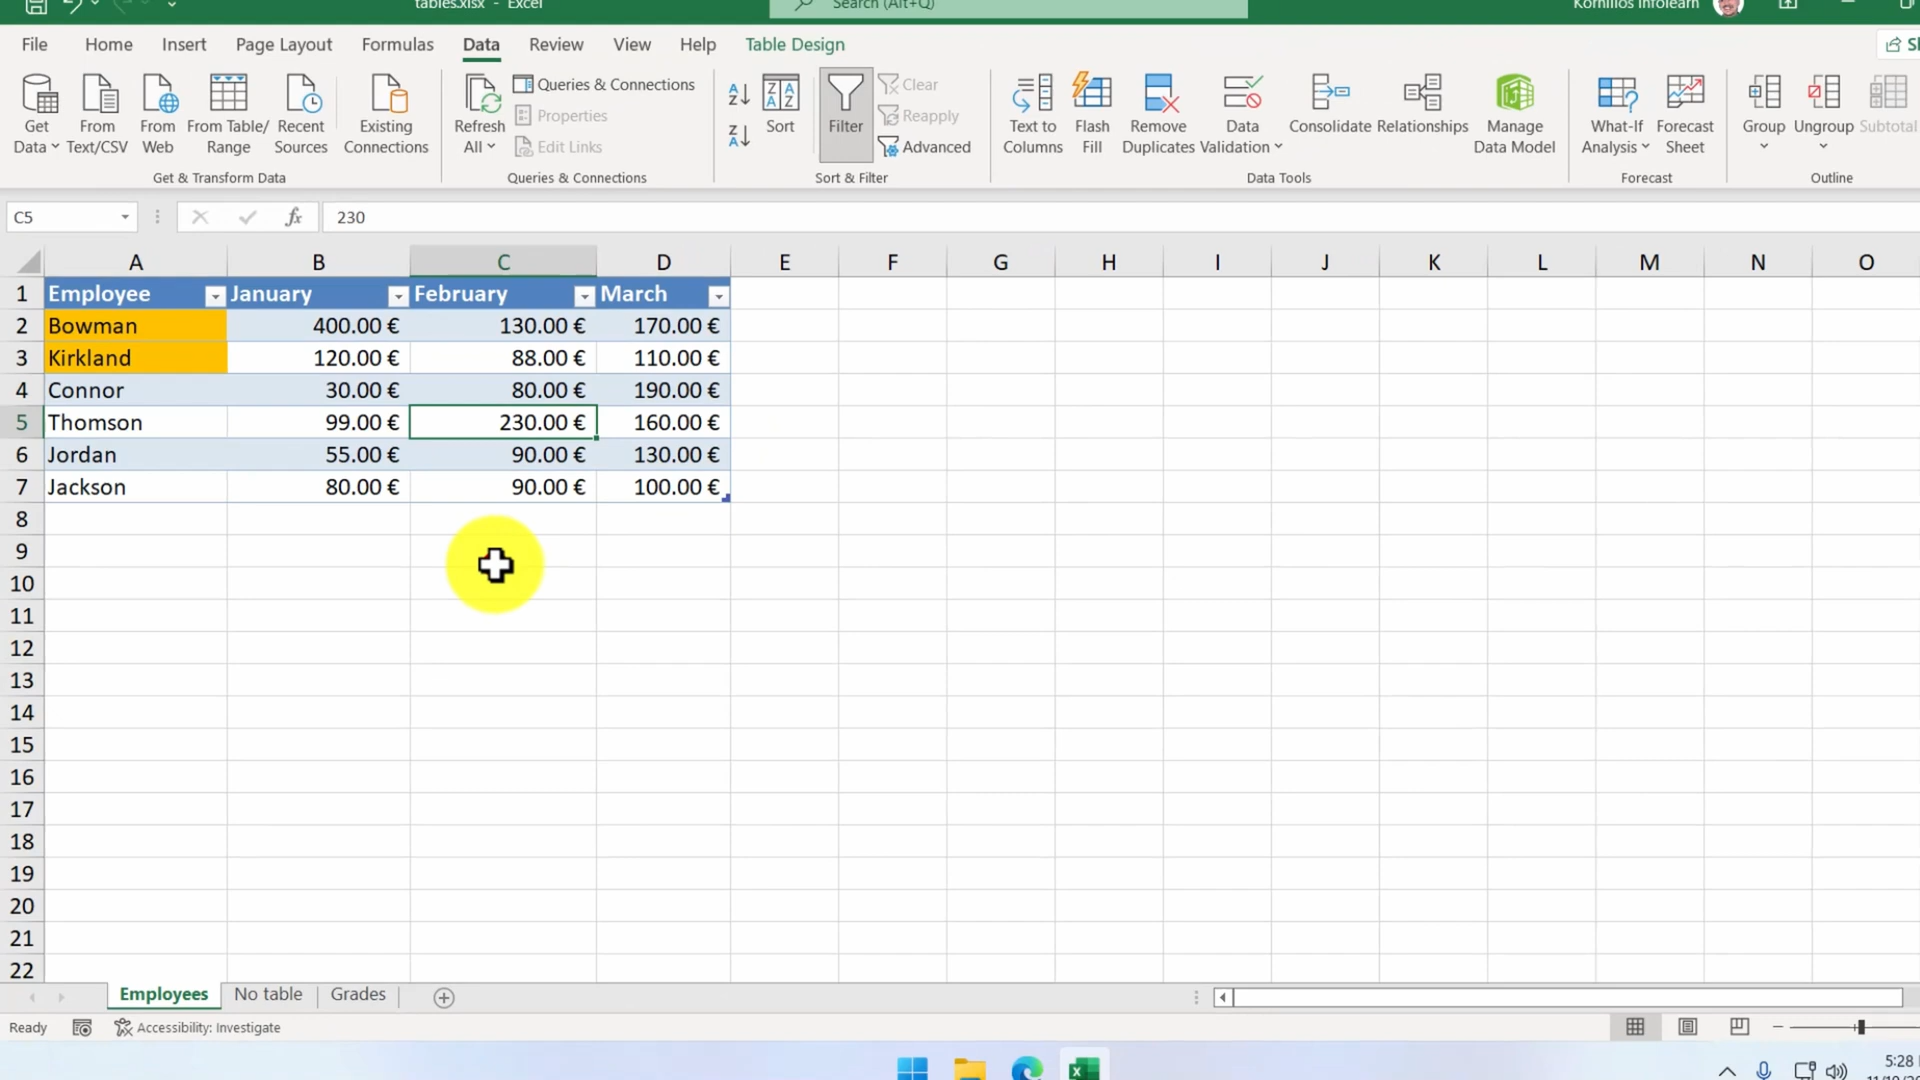 tables.xlsx - Excel
Search (Alt+Q)
Kornilios Infolearn
File Home Insert Page Layout Formulas Data Review View Help Table Design
Get Data
From Text/CSV
From Web
From Table/ Range
Recent Sources
Existing Connections
Get & Transform Data
Refresh All
Queries & Connections
Properties
Edit Links
Queries & Connections
Sort
Filter
Clear
Reapply
Advanced
Sort & Filter
Text to Columns
Flash Fill
Remove Duplicates
Data Validation
Consolidate
Relationships
Manage Data Model
Data Tools
What-If Analysis
Forecast Sheet
Forecast
Group
Ungroup
Subtotal
Outline
C5 fx 230
A B C D E F G H I J K L M N O
1 Employee January February March
2 Bowman 400.00 € 130.00 € 170.00 €
3 Kirkland 120.00 € 88.00 € 110.00 €
4 Connor 30.00 € 80.00 € 190.00 €
5 Thomson 99.00 € 230.00 € 160.00 €
6 Jordan 55.00 € 90.00 € 130.00 €
7 Jackson 80.00 € 90.00 € 100.00 €
8
9
10
11
12
13
14
15
16
17
18
19
20
21
22
Employees No table Grades
Ready Accessibility: Investigate
5:28